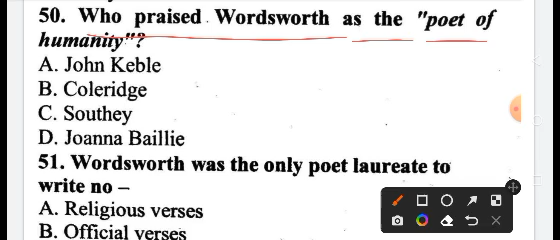 50. Who praised Wordsworth as the "poet of
humanity"?
A. John Keble
B. Coleridge
C. Southey
D. Joanna Baillie
51. Wordsworth was the only poet laureate to
write no –
A. Religious verses
B. Official verses